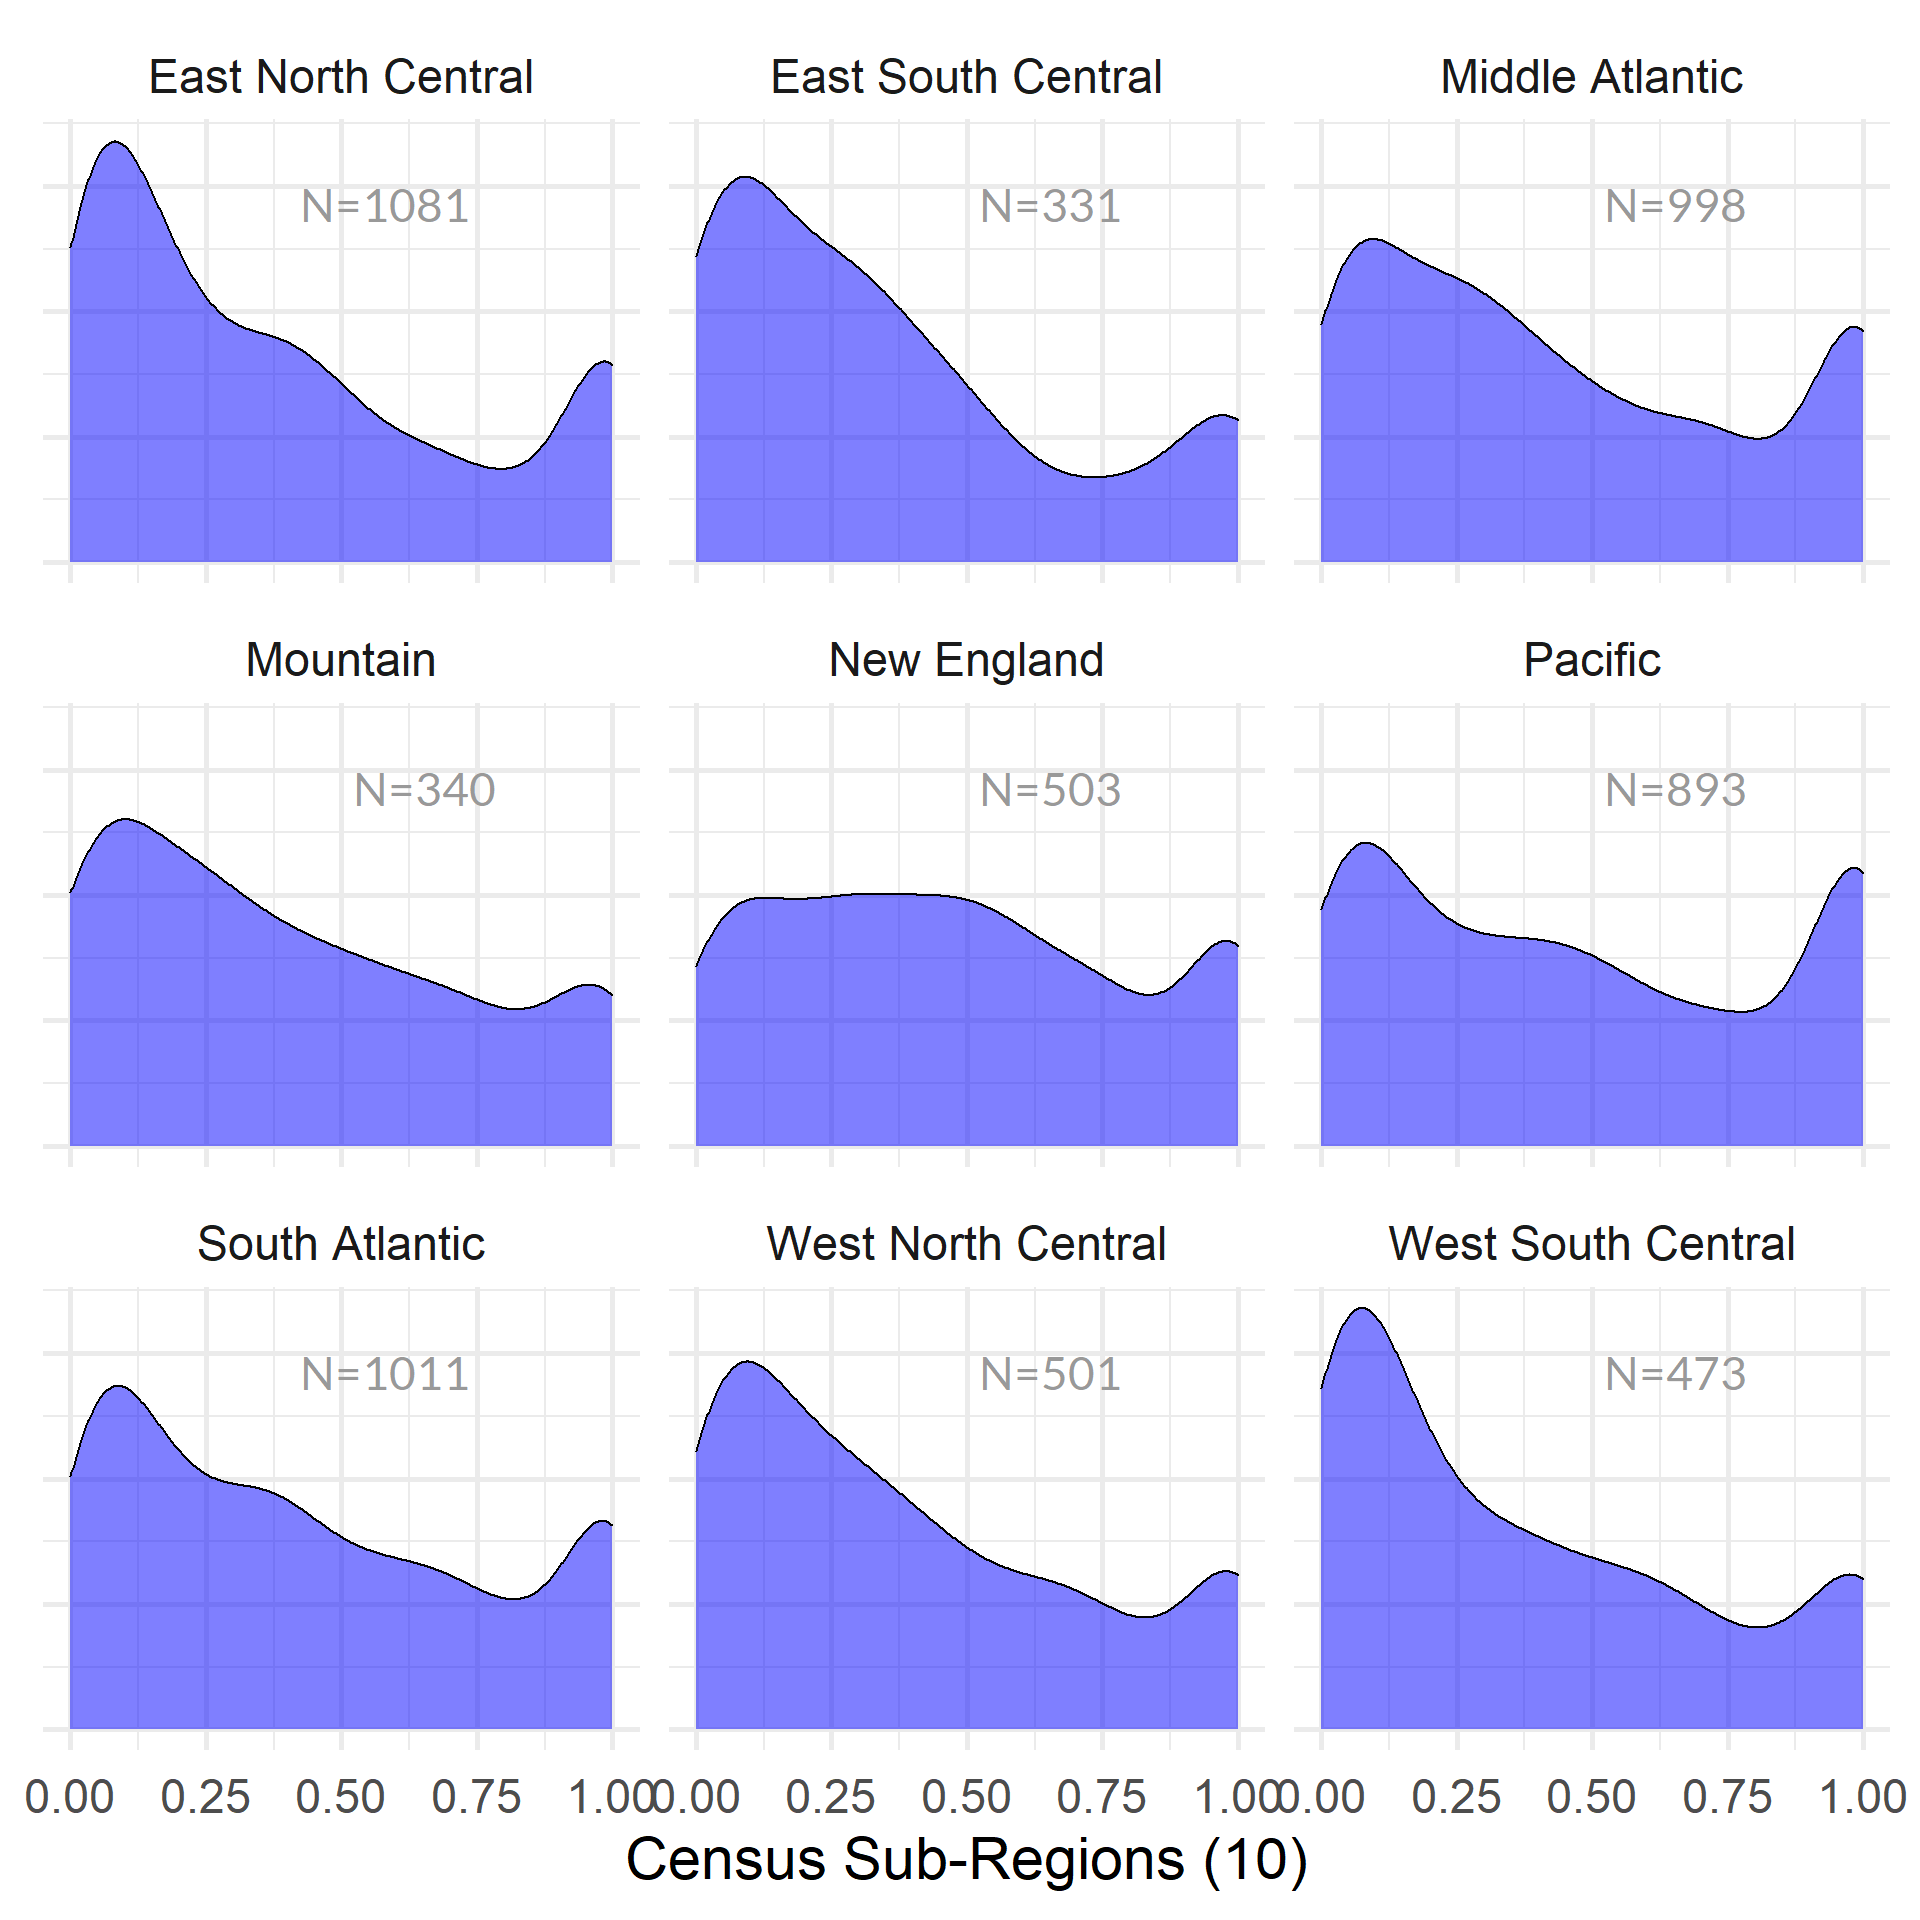 East North Central East South Central Middle Atlantic
N=1081 N=331 N=998
Mountain New England Pacific
N=340 N=503 N=893
South Atlantic West North Central West South Central
N=1011 N=501 N=473
0.00 0.25 0.50 0.75 1.00 0.00 0.25 0.50 0.75 1.00 0.00 0.25 0.50 0.75 1.00
Census Sub-Regions (10)